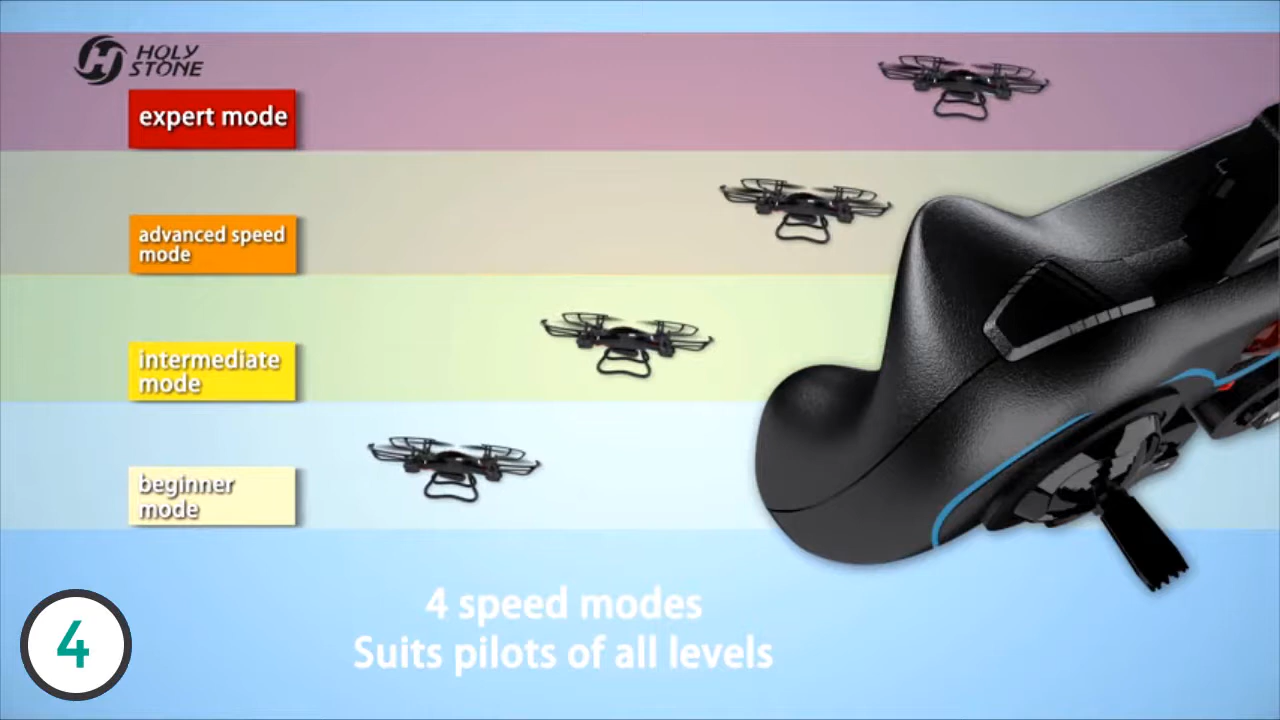 HOLY
STONE
expert mode
advanced speed
mode
intermediate
mode
beginner
mode
4 speed modes
Suits pilots of all levels
4